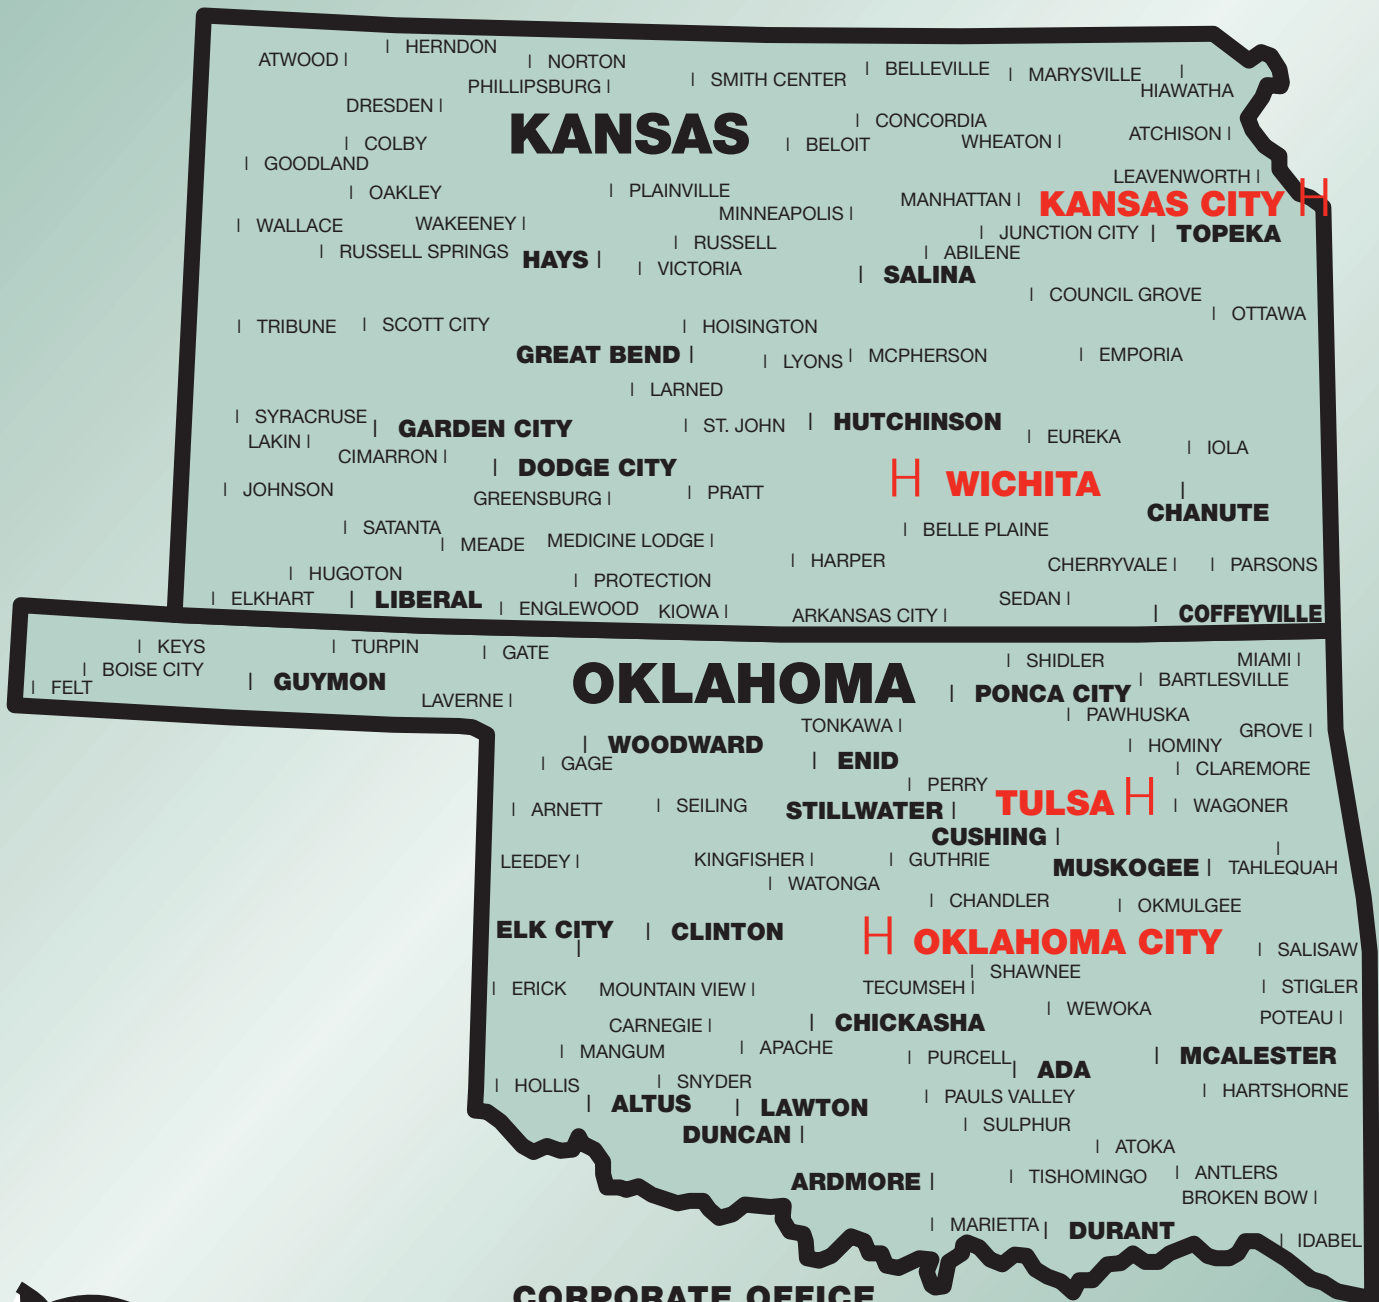 HERNDON
ATWOOD
NORTON
BELLEVILLE
SMITH CENTER
MARYSVILLE
PHILLIPSBURG
HIAWATHA
DRESDEN
CONCORDIA
KANSAS
ATCHISON
COLBY
BELOIT
WHEATON
GOODLAND
LEAVENWORTH
OAKLEY
PLAINVILLE
MANHATTAN
KANSAS CITY H
MINNEAPOLIS
WALLACE
WAKEENEY
JUNCTION CITY
TOPEKA
RUSSELL
RUSSELL SPRINGS
ABILENE
HAYS
VICTORIA
SALINA
COUNCIL GROVE
OTTAWA
TRIBUNE
SCOTT CITY
HOISINGTON
GREAT BEND
LYONS
MCPHERSON
EMPORIA
LARNED
SYRACRUSE
GARDEN CITY
ST. JOHN
HUTCHINSON
LAKIN
EUREKA
IOLA
CIMARRON
DODGE CITY
H WICHITA
JOHNSON
GREENSBURG
PRATT
CHANUTE
SATANTA
BELLE PLAINE
MEADE
MEDICINE LODGE
HARPER
CHERRYVALE
PARSONS
HUGOTON
PROTECTION
ELKHART
LIBERAL
ENGLEWOOD
KIOWA
ARKANSAS CITY
SEDAN
COFFEYVILLE
KEYS
TURPIN
GATE
SHIDLER
MIAMI
BOISE CITY
FELT
GUYMON
OKLAHOMA
BARTLESVILLE
LAVERNE
PONCA CITY
PAWHUSKA
TONKAWA
GROVE
WOODWARD
HOMINY
GAGE
ENID
CLAREMORE
PERRY
ARNETT
SEILING
STILLWATER
TULSA H
WAGONER
CUSHING
LEEDEY
KINGFISHER
GUTHRIE
MUSKOGEE
TAHLEQUAH
WATONGA
CHANDLER
OKMULGEE
ELK CITY
CLINTON
H OKLAHOMA CITY
SALISAW
SHAWNEE
ERICK
MOUNTAIN VIEW
TECUMSEH
STIGLER
WEWOKA
POTEAU
CARNEGIE
CHICKASHA
MANGUM
APACHE
PURCELL
ADA
MCALESTER
HOLLIS
SNYDER
HARTSHORNE
ALTUS
LAWTON
PAULS VALLEY
DUNCAN
SULPHUR
ATOKA
ARDMORE
TISHOMINGO
ANTLERS
BROKEN BOW
MARIETTA
DURANT
IDABEL
CORPORATE OFFICE